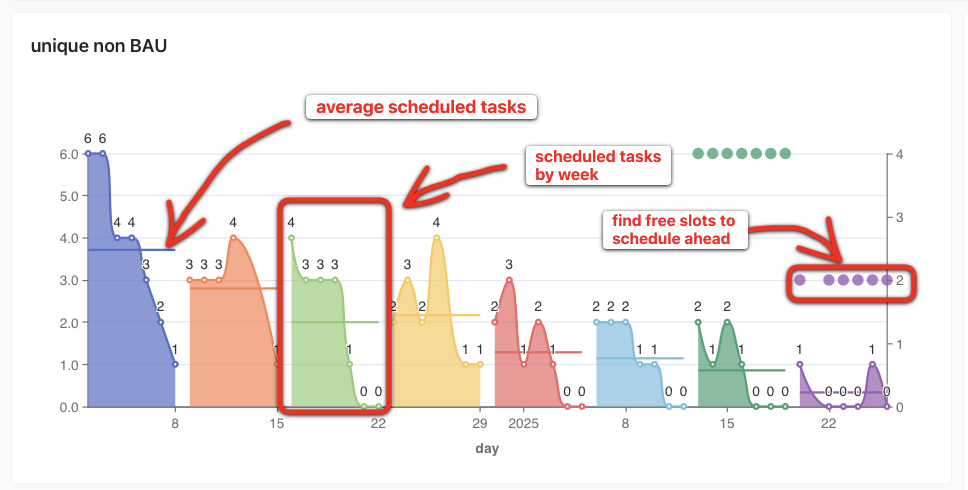 unique non BAU
average scheduled tasks
scheduled tasks
by week
find free slots to
schedule ahead
6 6 4 4 3 2 1 3 3 3 4 1 4 3 3 3 1 0 0 2 3 2 4 1 1 2 3 1 2 1 0 0 2 2 2 1 1 0 0 2 1 2 1 0 0 0 1 0 0 0 1 0
6.0
5.0
4.0
3.0
2.0
1.0
0.0
4
3
2
1
0
8 15 22 29 2025 8 15 22
day